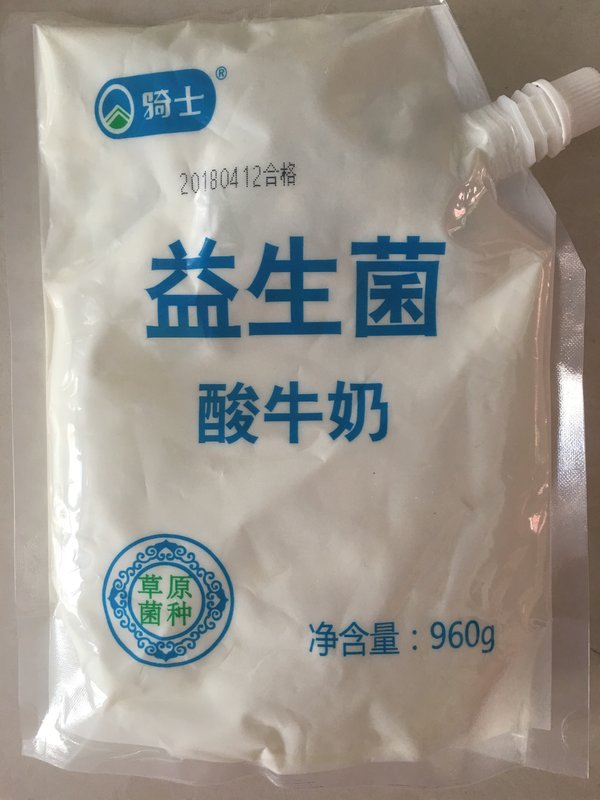 骑士®
20180412合格
益生菌
酸牛奶
草原
菌种
净含量：960g